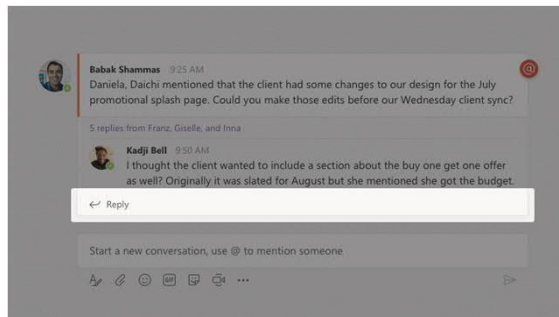 Babak Shammas 9:25 AM
Daniela, Daichi mentioned that the client had some changes to our design for the July
promotional splash page. Could you make those edits before our Wednesday client sync?
5 replies from Franz, Giselle, and Inna
Kadji Bell 9:50 AM
I thought the client wanted to include a section about the buy one get one offer
as well? Originally it was slated for August but she mentioned she got the budget.
Reply
Start a new conversation, use @ to mention someone
GIF